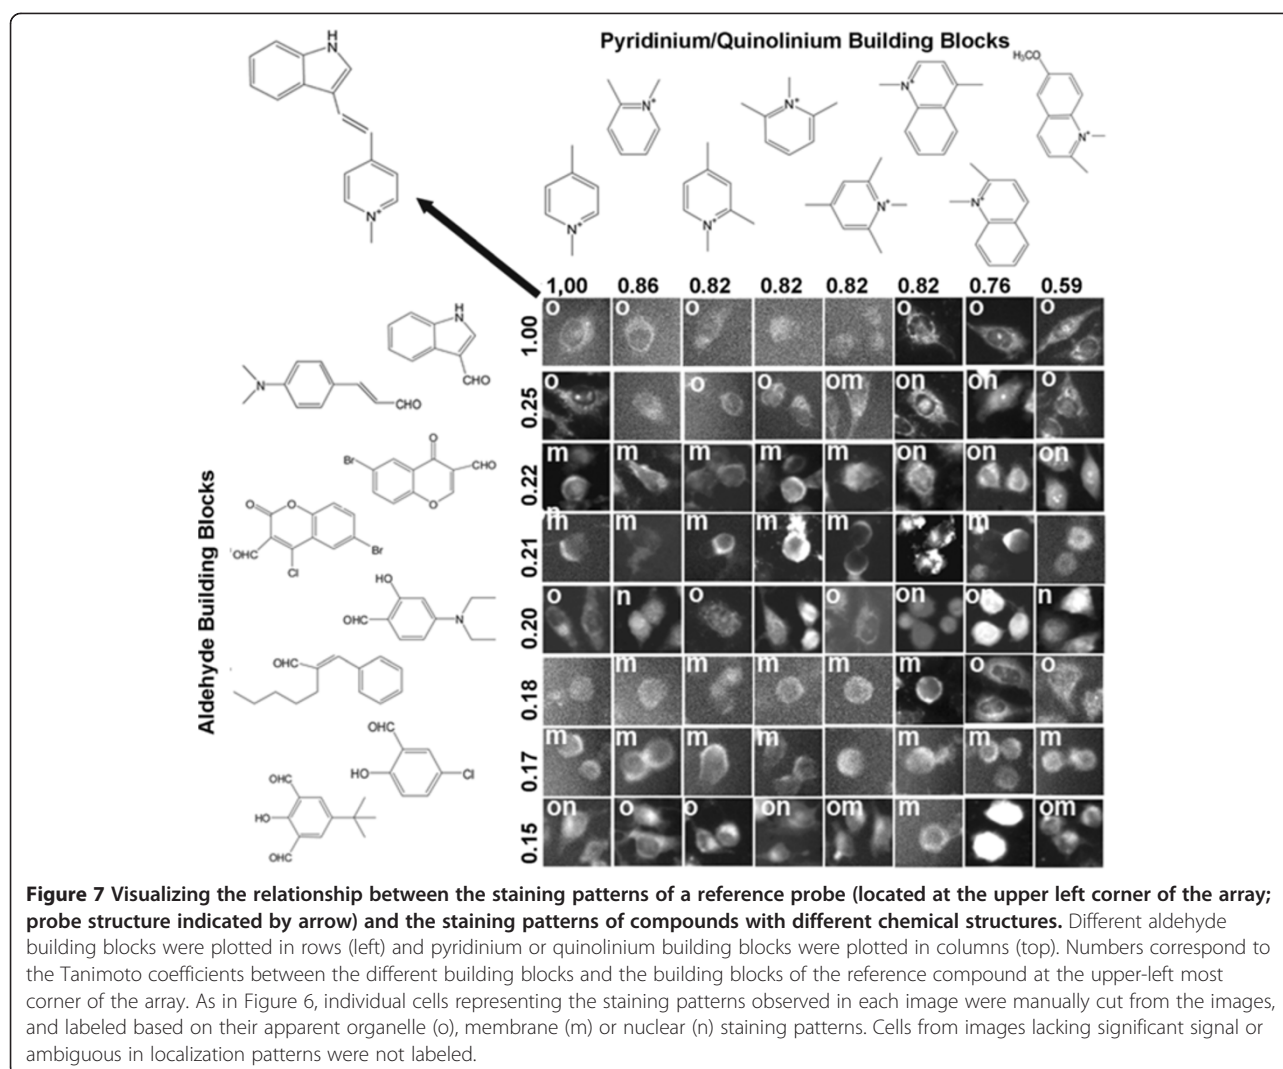 Pyridinium/Quinolinium Building Blocks
H
N
N⁺
N⁺
N⁺
N⁺
H₃CO
N⁺
N⁺
N⁺
N⁺
N⁺
Aldehyde Building Blocks
H
N
CHO
N
CHO
O
Br
CHO
O
O
O
OHC
Br
Cl
HO
OHC
N
OHC
OHC
HO
Cl
OHC
HO
OHC
1,00 0.86 0.82 0.82 0.82 0.82 0.76 0.59
1.00 o o o o o o
0.25 o o o om on on o
0.22 m m m m m on on on
n
0.21 m m m m m m
0.20 o n o o on on n
0.18 m m m m m o o
0.17 m m m m m m m
0.15 on o o on om m om
Figure 7 Visualizing the relationship between the staining patterns of a reference probe (located at the upper left corner of the array;
probe structure indicated by arrow) and the staining patterns of compounds with different chemical structures. Different aldehyde
building blocks were plotted in rows (left) and pyridinium or quinolinium building blocks were plotted in columns (top). Numbers correspond to
the Tanimoto coefficients between the different building blocks and the building blocks of the reference compound at the upper-left most
corner of the array. As in Figure 6, individual cells representing the staining patterns observed in each image were manually cut from the images,
and labeled based on their apparent organelle (o), membrane (m) or nuclear (n) staining patterns. Cells from images lacking significant signal or
ambiguous in localization patterns were not labeled.